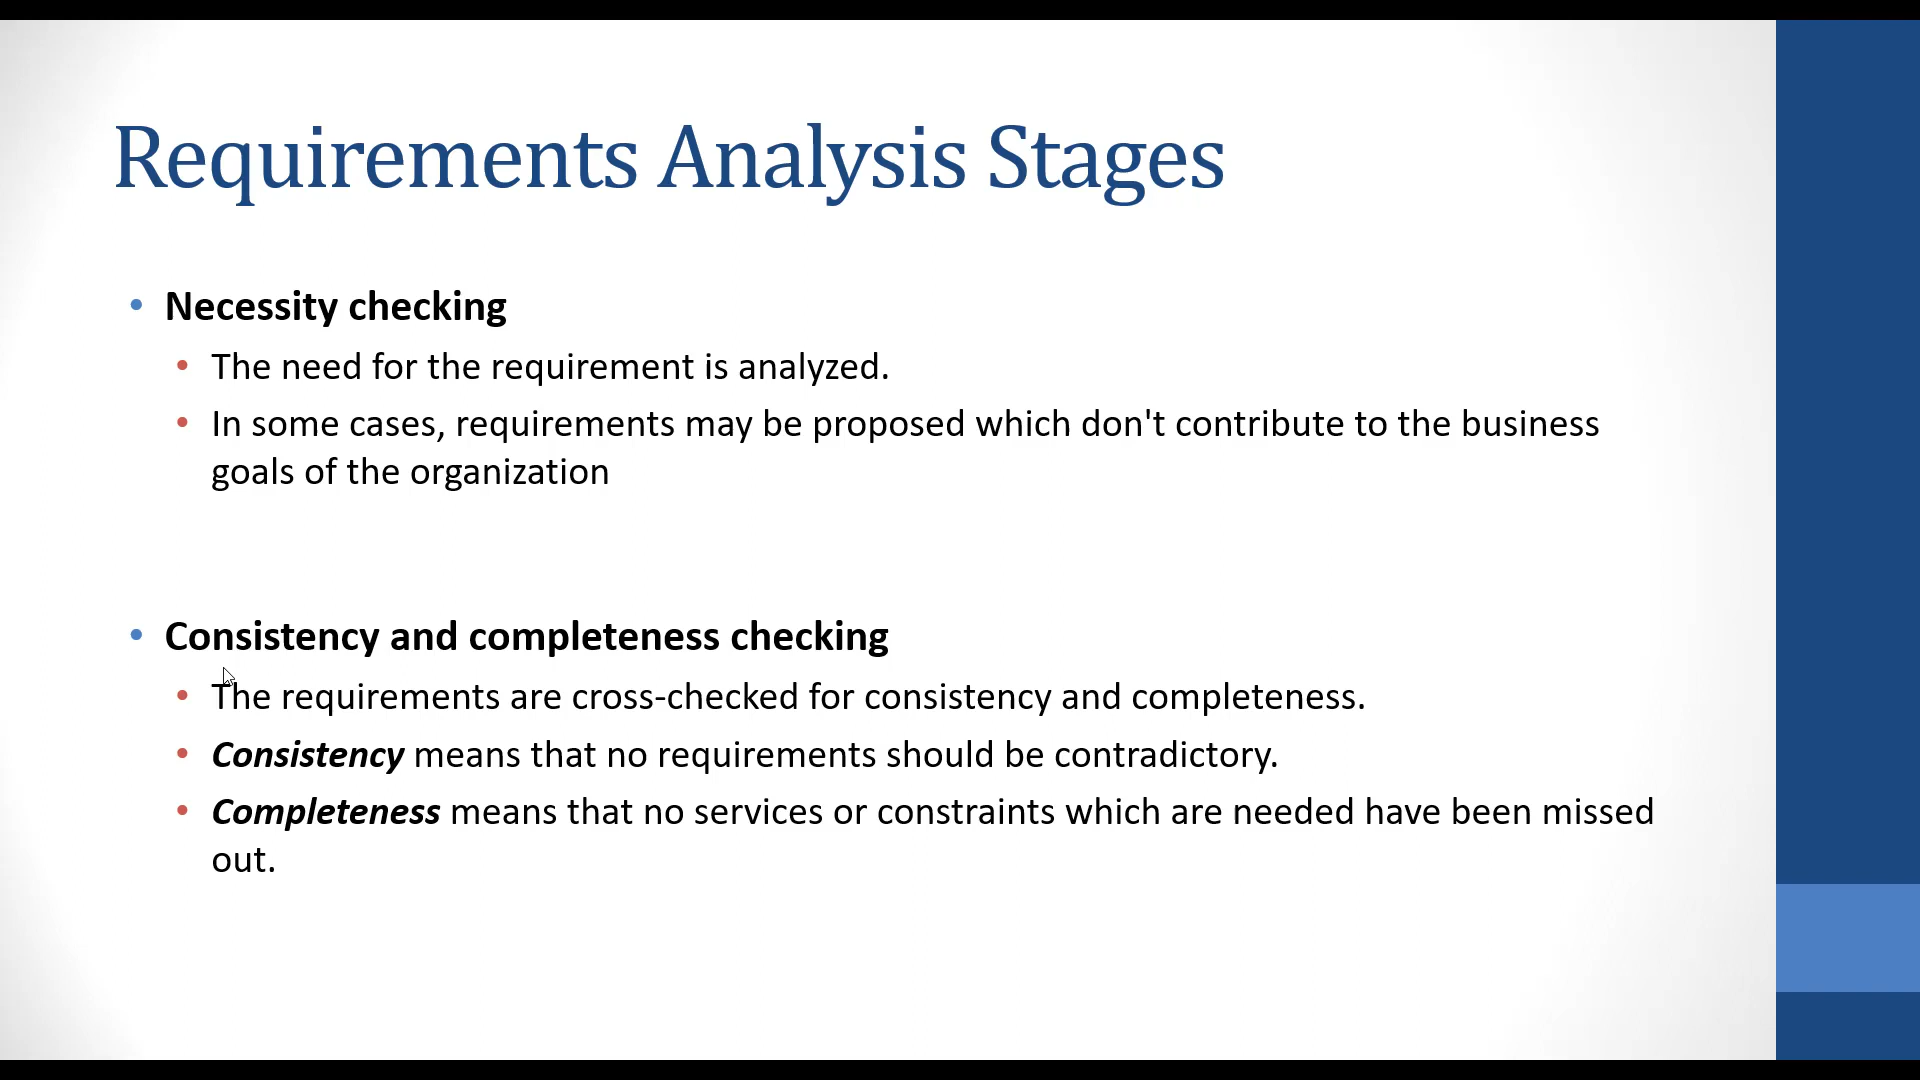 Requirements Analysis Stages
• Necessity checking
• The need for the requirement is analyzed.
• In some cases, requirements may be proposed which don't contribute to the business
goals of the organization
• Consistency and completeness checking
• The requirements are cross-checked for consistency and completeness.
• Consistency means that no requirements should be contradictory.
• Completeness means that no services or constraints which are needed have been missed
out.